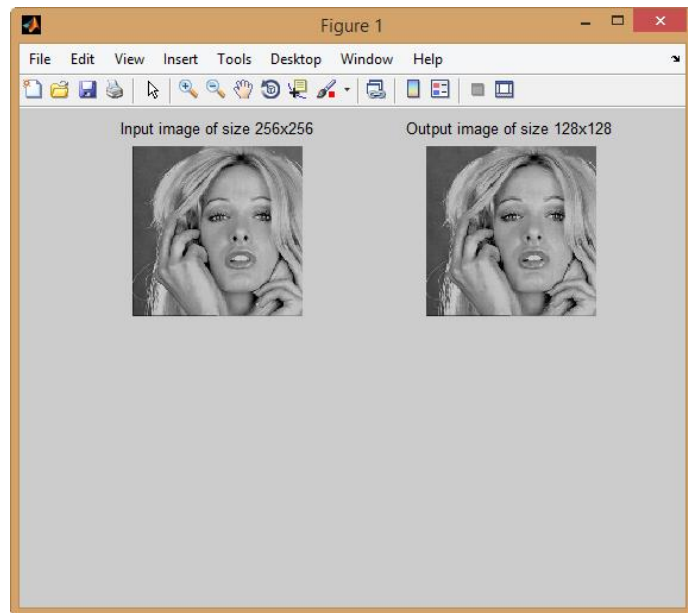 Figure 1
File Edit View Insert Tools Desktop Window Help
Input image of size 256x256 Output image of size 128x128